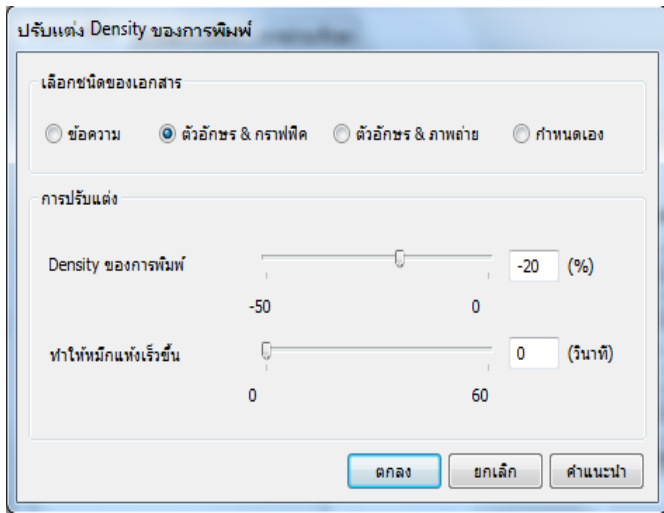 ปรับแต่ง Density ของการพิมพ์
เลือกชนิดของเอกสาร
ข้อความ ตัวอักษร & กราฟฟิค ตัวอักษร & ภาพถ่าย กำหนดเอง
การปรับแต่ง
Density ของการพิมพ์ -20 (%)
-50 0
ทำให้หมึกแห้งเร็วขึ้น 0 (วินาที)
0 60
ตกลง ยกเลิก คำแนะนำ